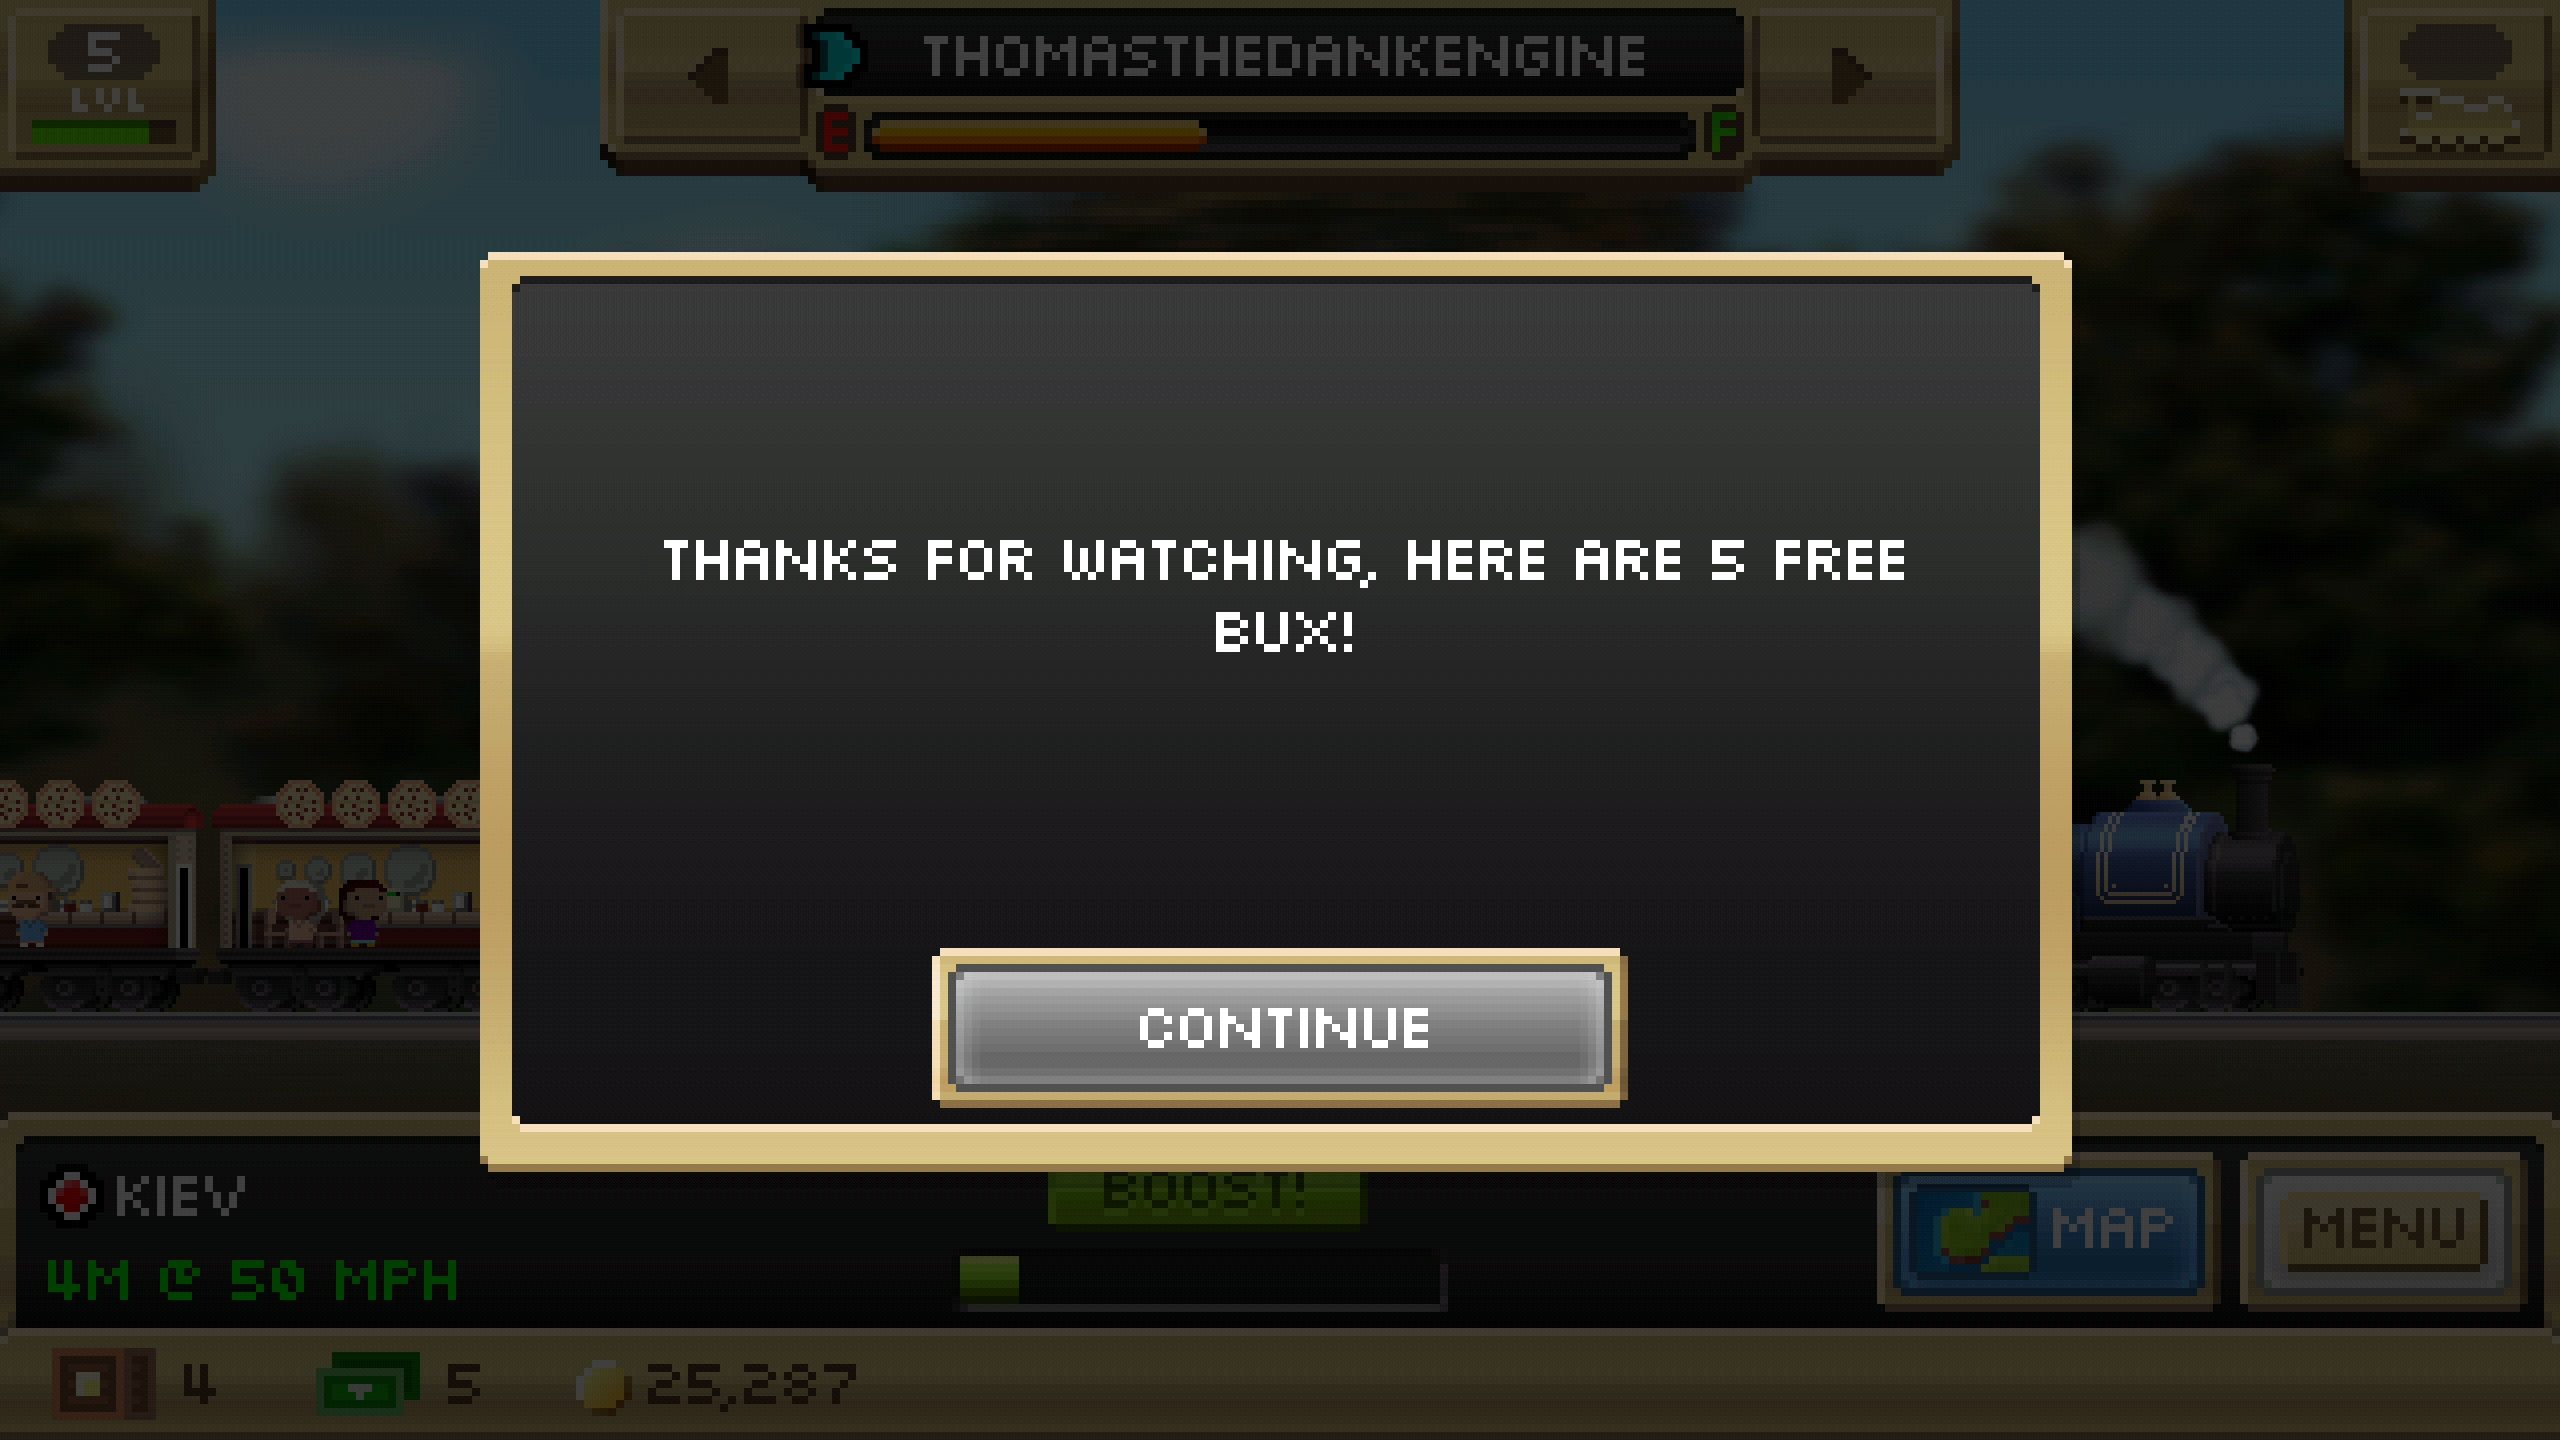 5
LVL
THOMASTHEDANKENGINE
E
F
THANKS FOR WATCHING, HERE ARE 5 FREE
BUX!
CONTINUE
BOOST!
KIEV
MAP
MENU
4M @ 50 MPH
4
5
25,287